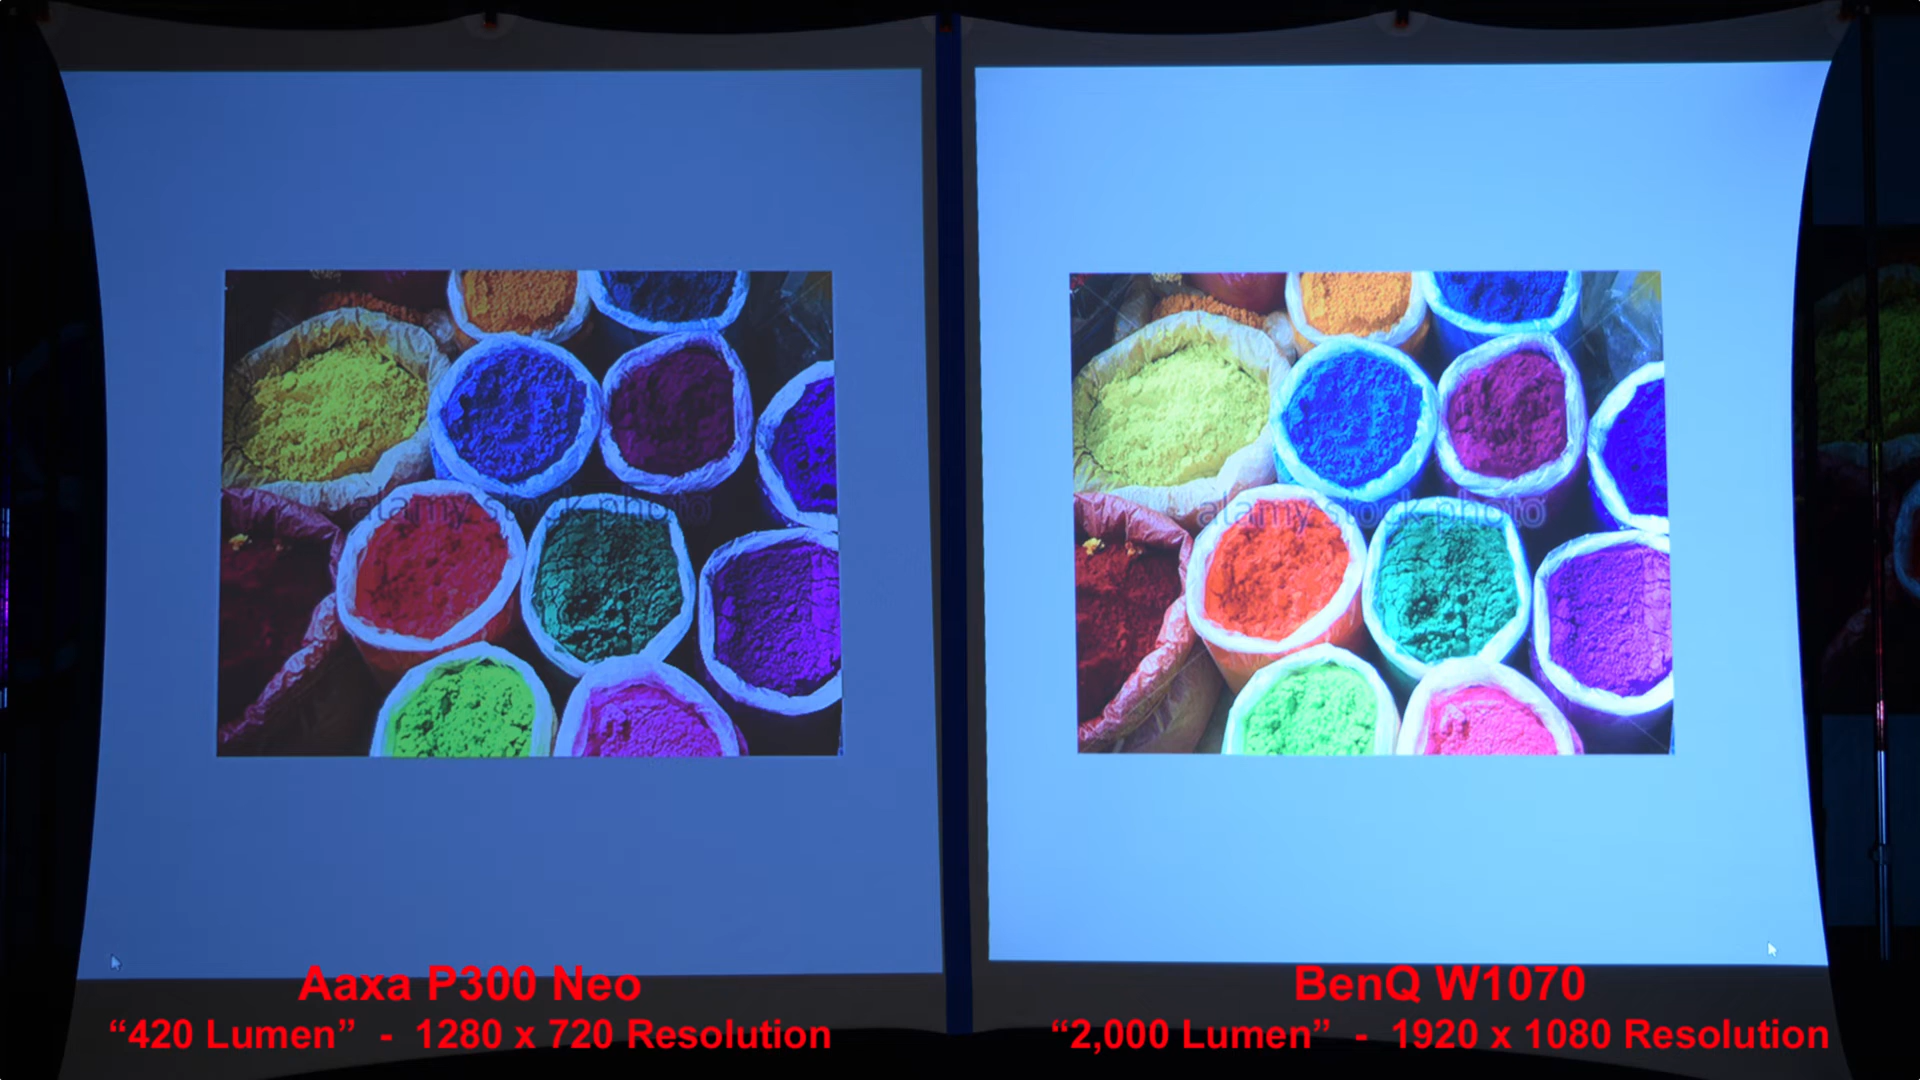 alamy stock photo
alamy stock photo
Aaxa P300 Neo
“420 Lumen” - 1280 x 720 Resolution
BenQ W1070
“2,000 Lumen” - 1920 x 1080 Resolution